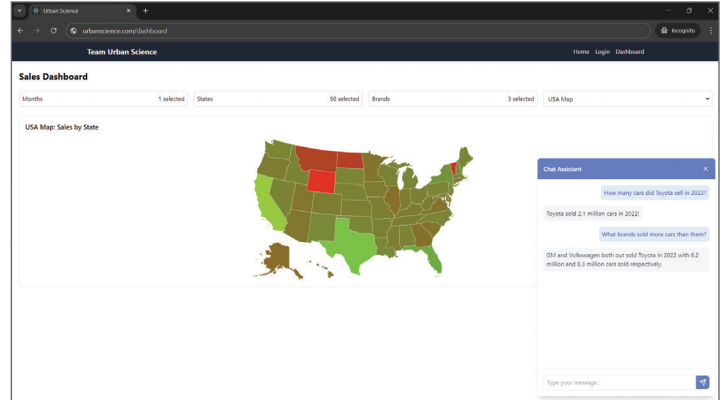 Urban Science
urbanscience.com/dashboard
Incognito
Team Urban Science
Home Login Dashboard
Sales Dashboard
Months 1 selected
States 50 selected
Brands 3 selected
USA Map
USA Map: Sales by State
Chat Assistant
How many cars did Toyota sell in 2022?
Toyota sold 2.1 million cars in 2022!
What brands sold more cars than them?
GM and Volkswagen both out sold Toyota in 2022 with 6.2
million and 8.3 million cars sold respectively.
Type your message...